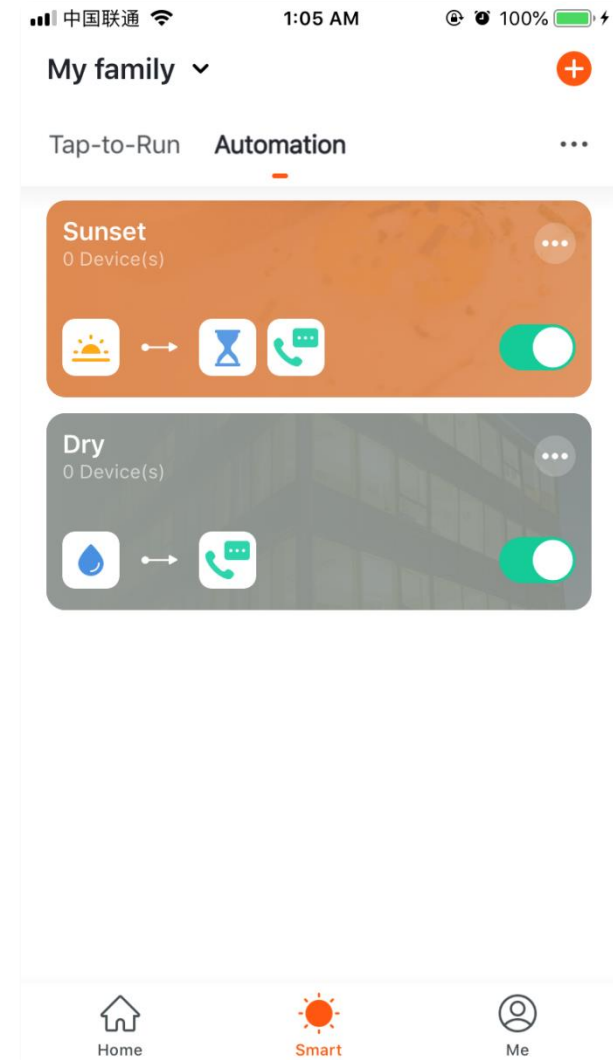 中国联通 1:05 AM 100%
My family
Tap-to-Run Automation
Sunset
0 Device(s)
Dry
0 Device(s)
Home Smart Me